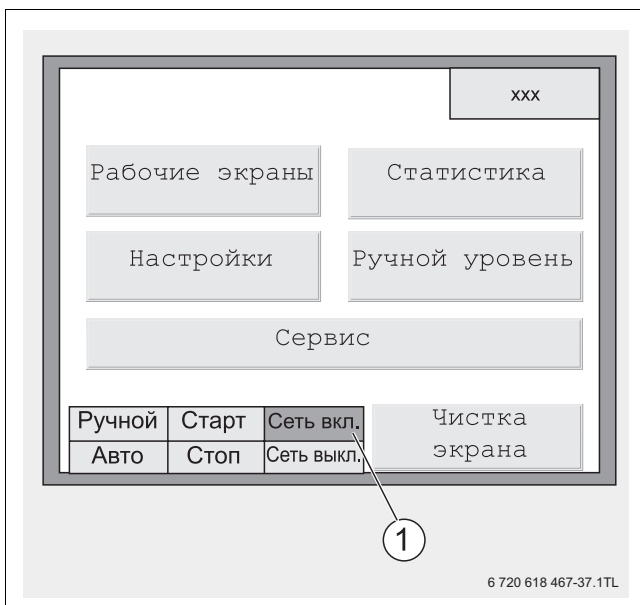 xxx
Рабочие экраны
Статистика
Настройки
Ручной уровень
Сервис
Ручной Старт Сеть вкл.
Авто Стоп Сеть выкл.
Чистка
экрана
1
6 720 618 467-37.1TL